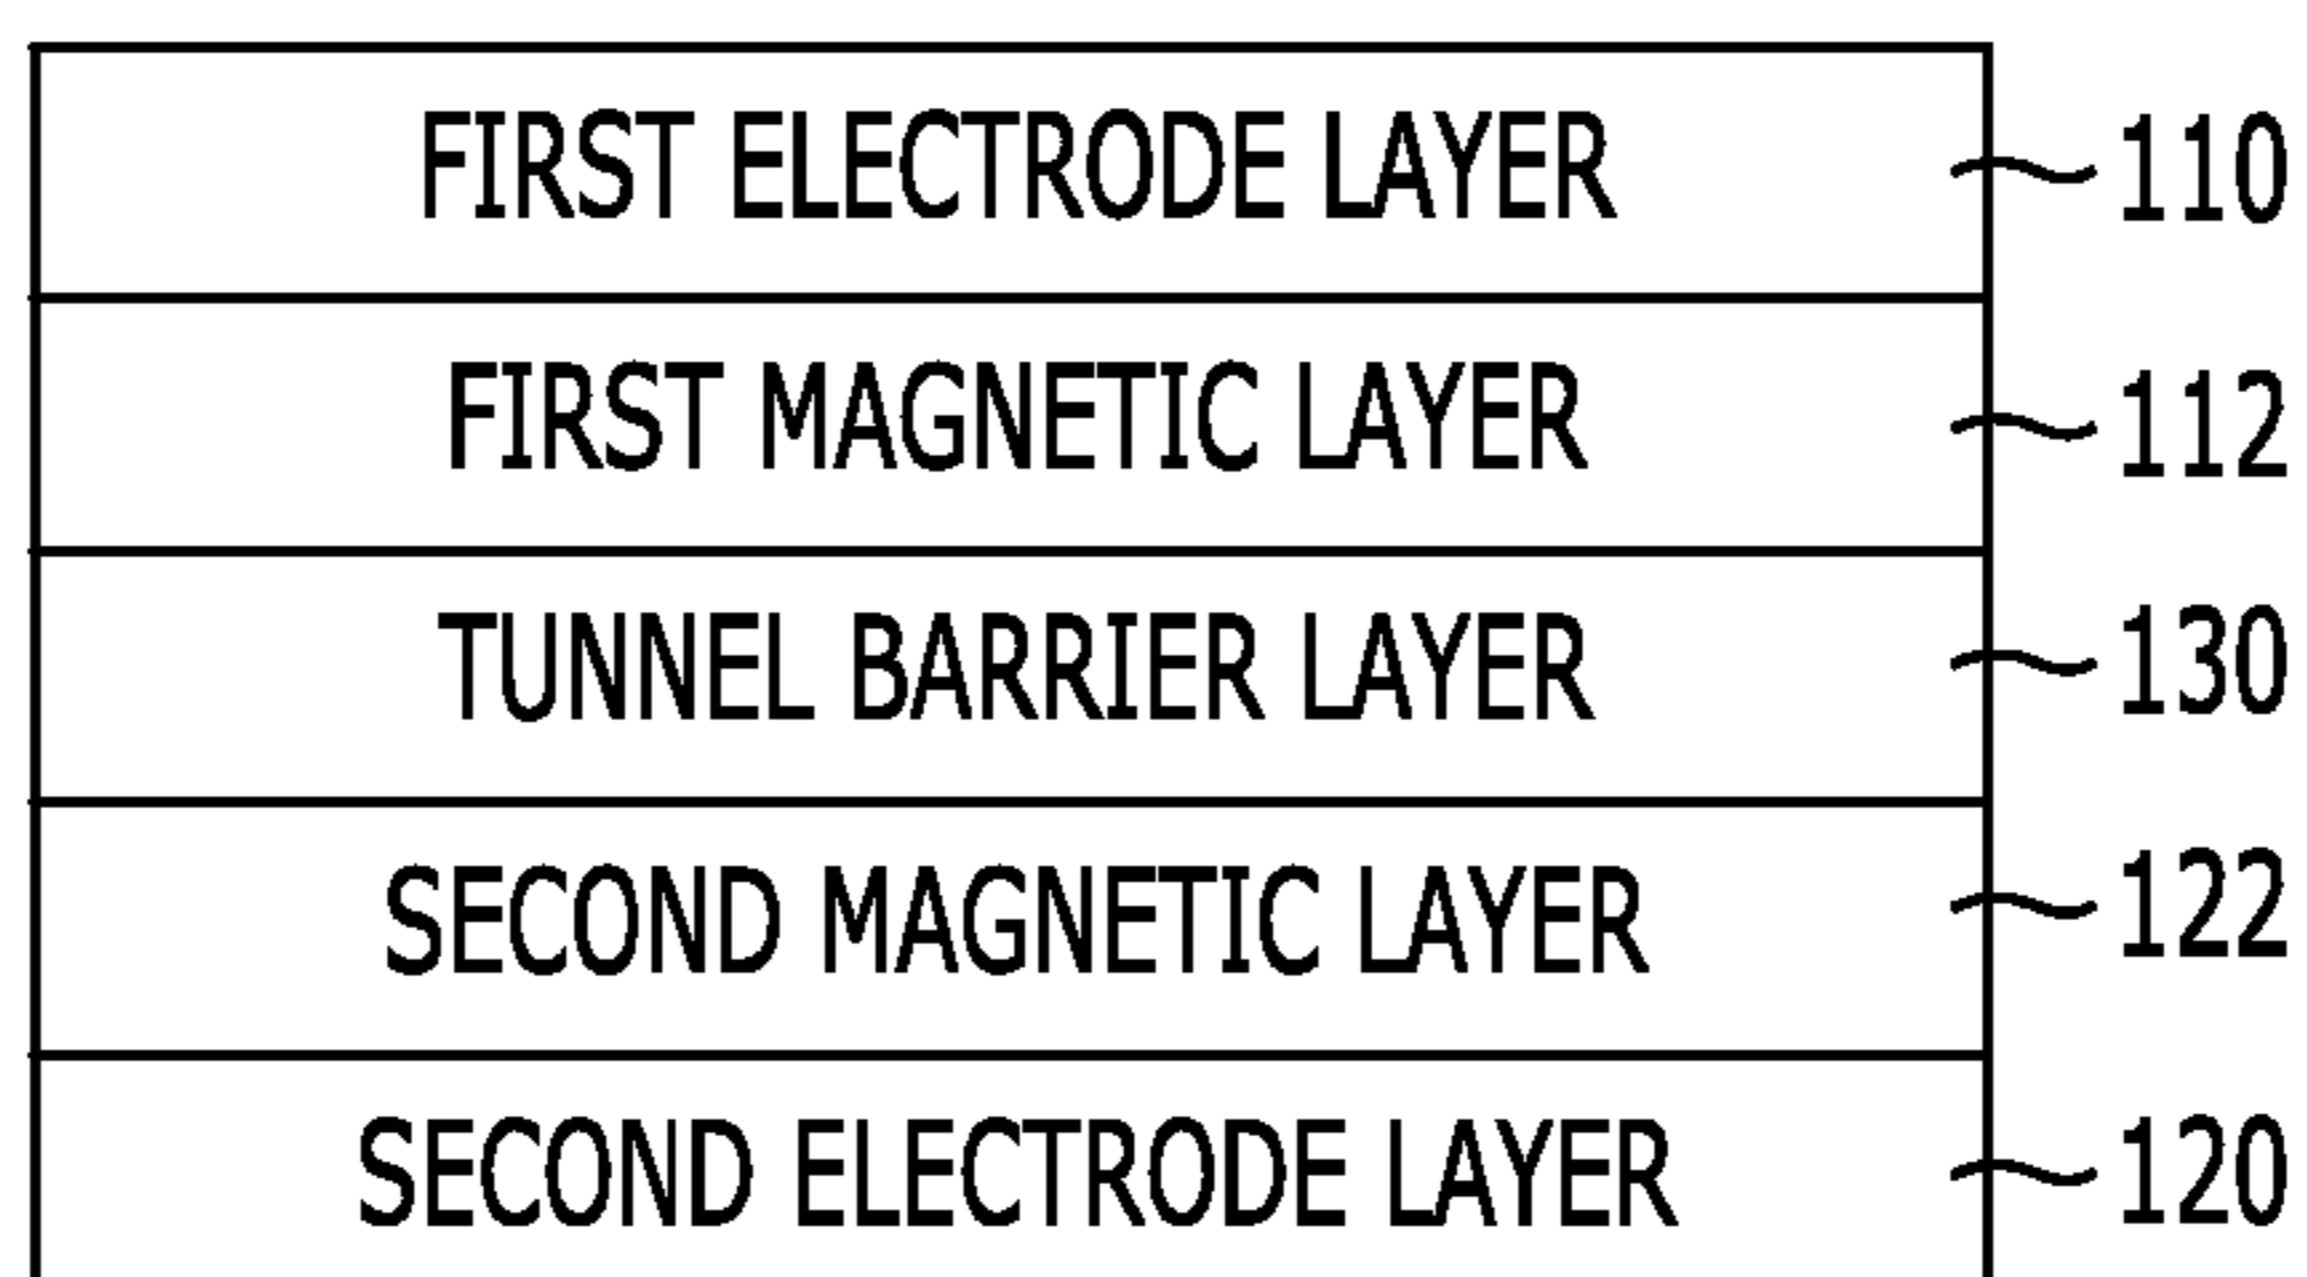 FIRST ELECTRODE LAYER 110
FIRST MAGNETIC LAYER 112
TUNNEL BARRIER LAYER 130
SECOND MAGNETIC LAYER 122
SECOND ELECTRODE LAYER 120